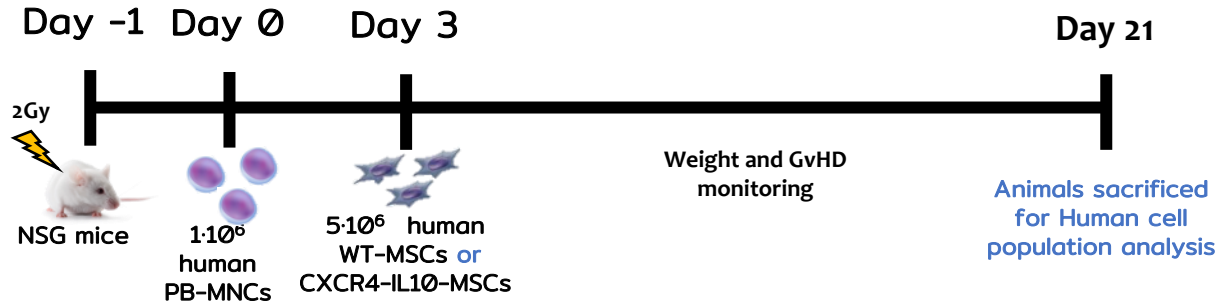 Day -1 Day 0 Day 3 Day 21
2Gy
Weight and GvHD
monitoring
NSG mice
1·10⁶
human
PB-MNCs
5·10⁶ human
WT-MSCs or
CXCR4-IL10-MSCs
Animals sacrificed
for Human cell
population analysis